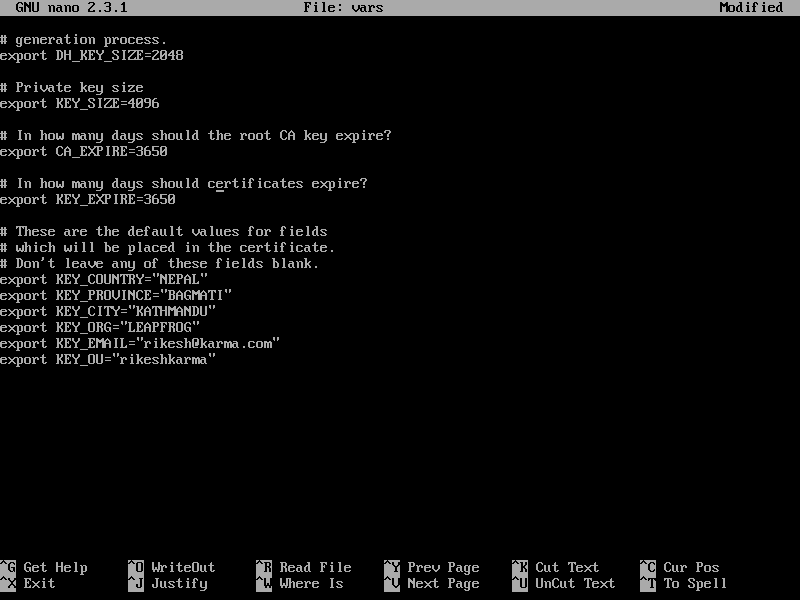 GNU nano 2.3.1 File: vars Modified
# generation process.
export DH_KEY_SIZE=2048
# Private key size
export KEY_SIZE=4096
# In how many days should the root CA key expire?
export CA_EXPIRE=3650
# In how many days should certificates expire?
export KEY_EXPIRE=3650
# These are the default values for fields
# which will be placed in the certificate.
# Don't leave any of these fields blank.
export KEY_COUNTRY="NEPAL"
export KEY_PROVINCE="BAGMATI"
export KEY_CITY="KATHMANDU"
export KEY_ORG="LEAPFROG"
export KEY_EMAIL="rikesh@karma.com"
export KEY_OU="rikeshkarma"
^G Get Help ^O WriteOut ^R Read File ^Y Prev Page ^K Cut Text ^C Cur Pos
^X Exit ^J Justify ^W Where Is ^V Next Page ^U UnCut Text ^T To Spell